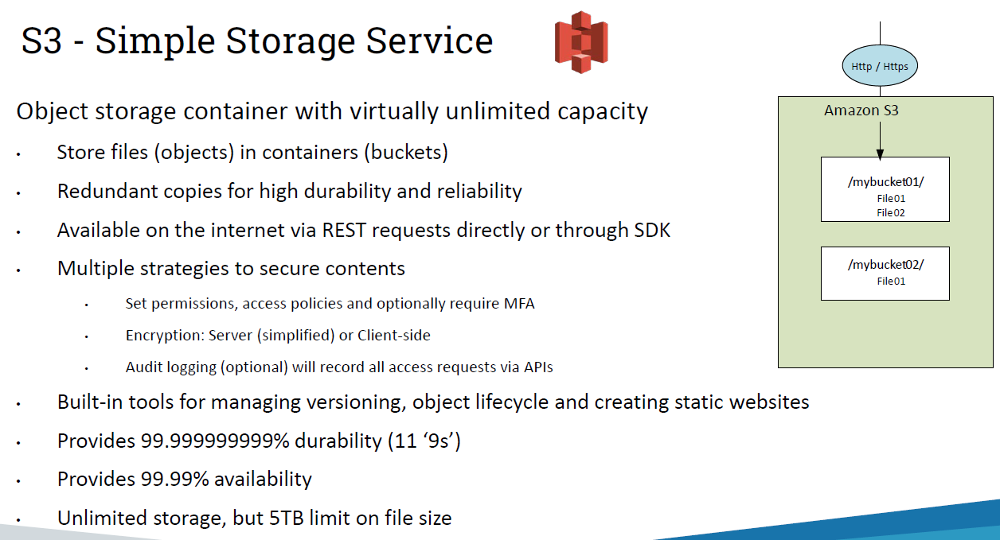 S3 - Simple Storage Service
Object storage container with virtually unlimited capacity
• Store files (objects) in containers (buckets)
• Redundant copies for high durability and reliability
• Available on the internet via REST requests directly or through SDK
• Multiple strategies to secure contents
• Set permissions, access policies and optionally require MFA
• Encryption: Server (simplified) or Client-side
• Audit logging (optional) will record all access requests via APIs
• Built-in tools for managing versioning, object lifecycle and creating static websites
• Provides 99.999999999% durability (11 ‘9s’)
• Provides 99.99% availability
• Unlimited storage, but 5TB limit on file size
Http / Https
Amazon S3
/mybucket01/
File01
File02
/mybucket02/
File01